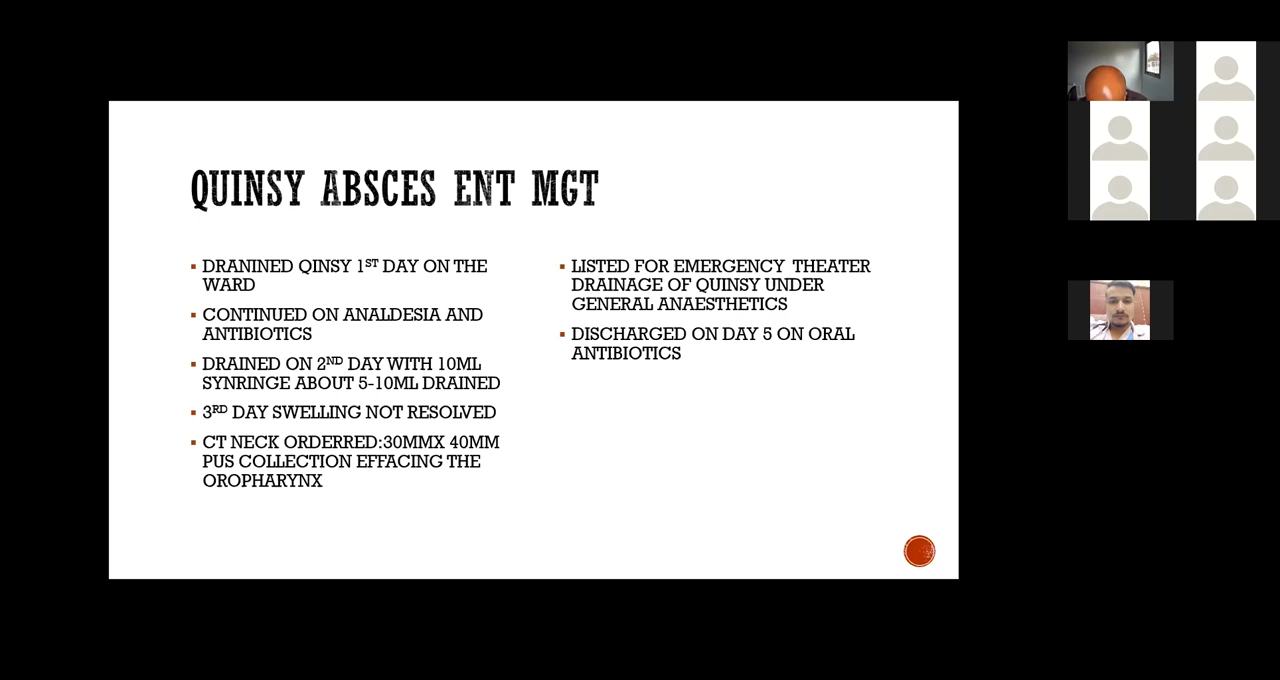 QUINSY ABSCES ENT MGT
DRANINED QINSY 1ST DAY ON THE
WARD
CONTINUED ON ANALDESIA AND
ANTIBIOTICS
DRAINED ON 2ND DAY WITH 10ML
SYNRINGE ABOUT 5-10ML DRAINED
3RD DAY SWELLING NOT RESOLVED
CT NECK ORDERRED:30MMX 40MM
PUS COLLECTION EFFACING THE
OROPHARYNX
LISTED FOR EMERGENCY THEATER
DRAINAGE OF QUINSY UNDER
GENERAL ANAESTHETICS
DISCHARGED ON DAY 5 ON ORAL
ANTIBIOTICS